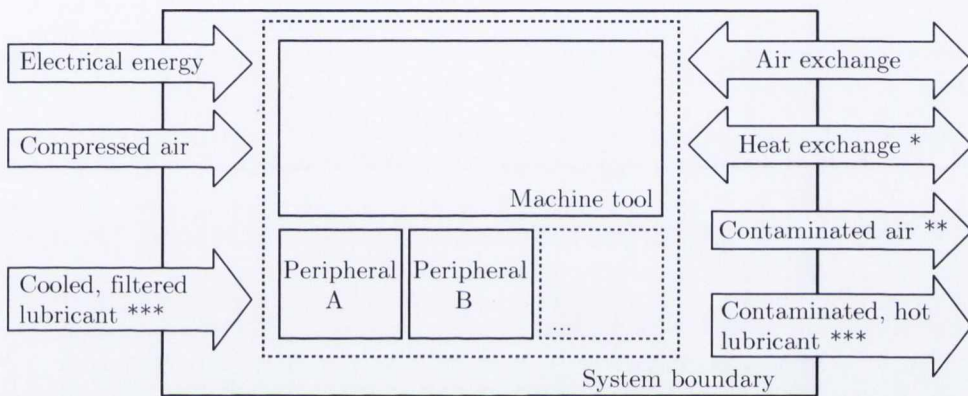 Electrical energy
Compressed air
Cooled, filtered
lubricant ***
Machine tool
Peripheral
A
Peripheral
B
...
System boundary
Air exchange
Heat exchange *
Contaminated air **
Contaminated, hot
lubricant ***